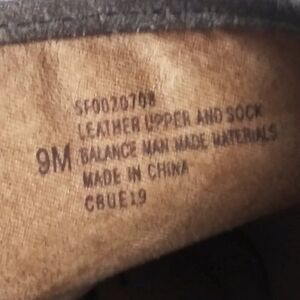 SF0020708
LEATHER UPPER AND SOCK
9M BALANCE MAN MADE MATERIALS
MADE IN CHINA
CBUE19